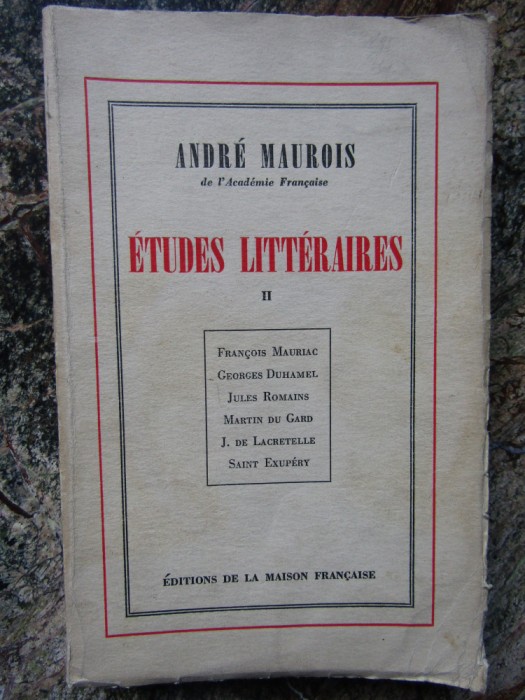 ANDRÉ MAUROIS
de l'Académie Française
ÉTUDES LITTÉRAIRES
II
FRANÇOIS MAURIAC
GEORGES DUHAMEL
JULES ROMAINS
MARTIN DU GARD
J. DE LACRETELLE
SAINT EXUPÉRY
ÉDITIONS DE LA MAISON FRANÇAISE